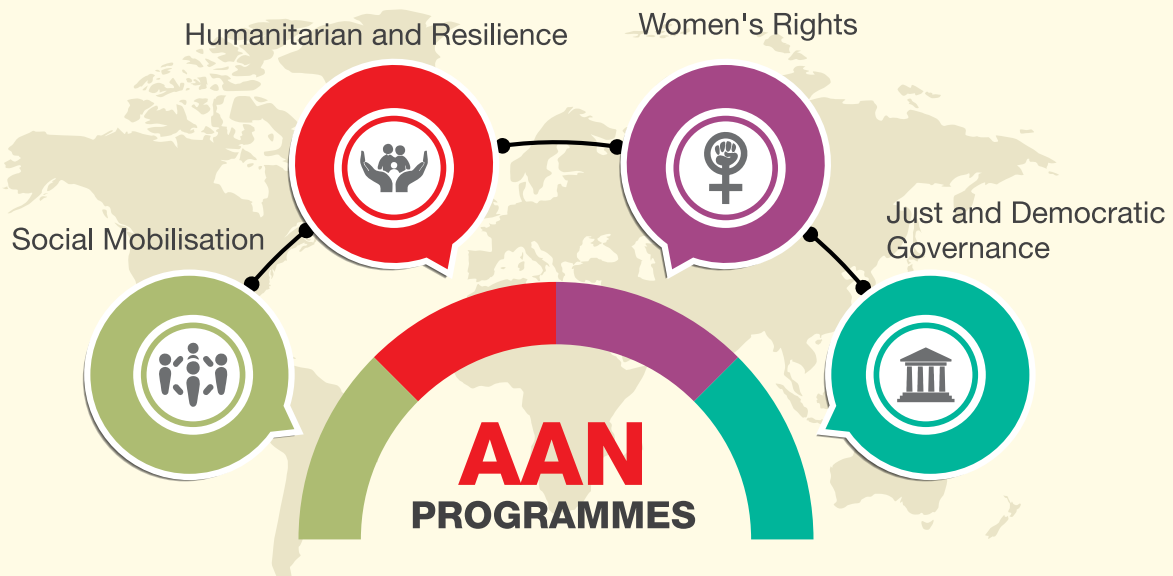 Humanitarian and Resilience
Women's Rights
Social Mobilisation
Just and Democratic
Governance
AAN
PROGRAMMES